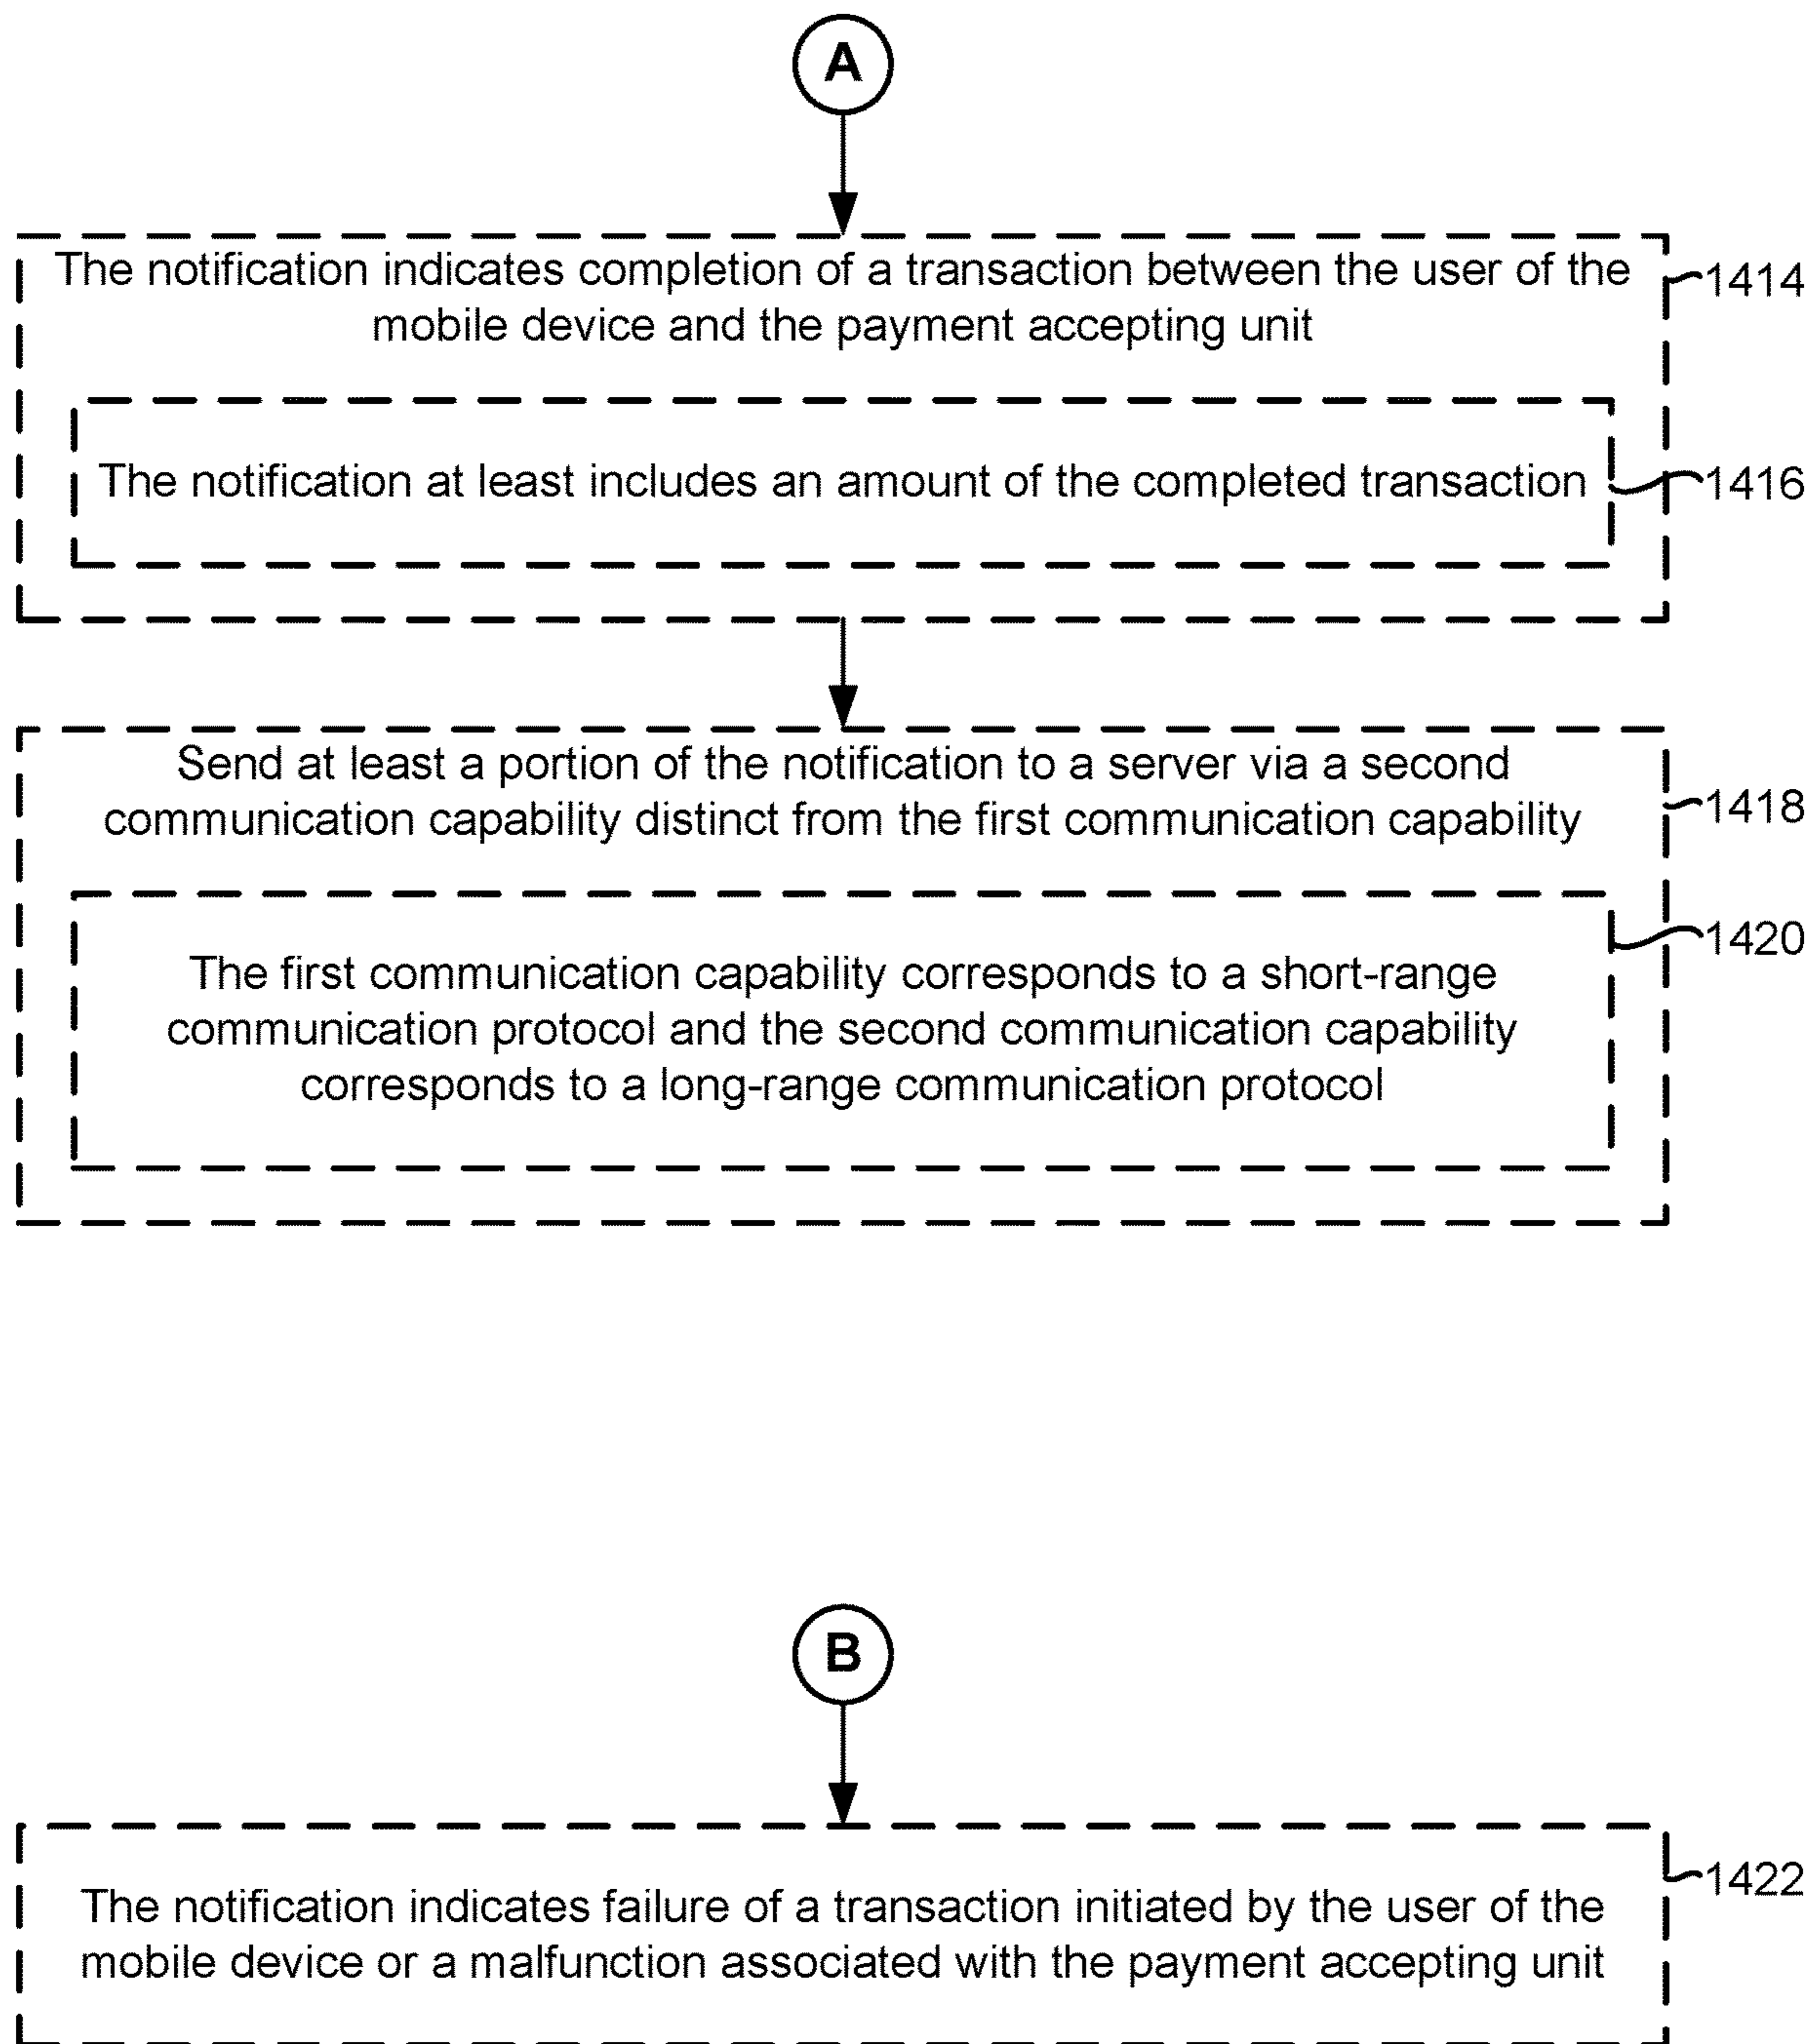 A
The notification indicates completion of a transaction between the user of the
mobile device and the payment accepting unit
1414
The notification at least includes an amount of the completed transaction
1416
Send at least a portion of the notification to a server via a second
communication capability distinct from the first communication capability
1418
The first communication capability corresponds to a short-range
communication protocol and the second communication capability
corresponds to a long-range communication protocol
1420
B
The notification indicates failure of a transaction initiated by the user of the
mobile device or a malfunction associated with the payment accepting unit
1422